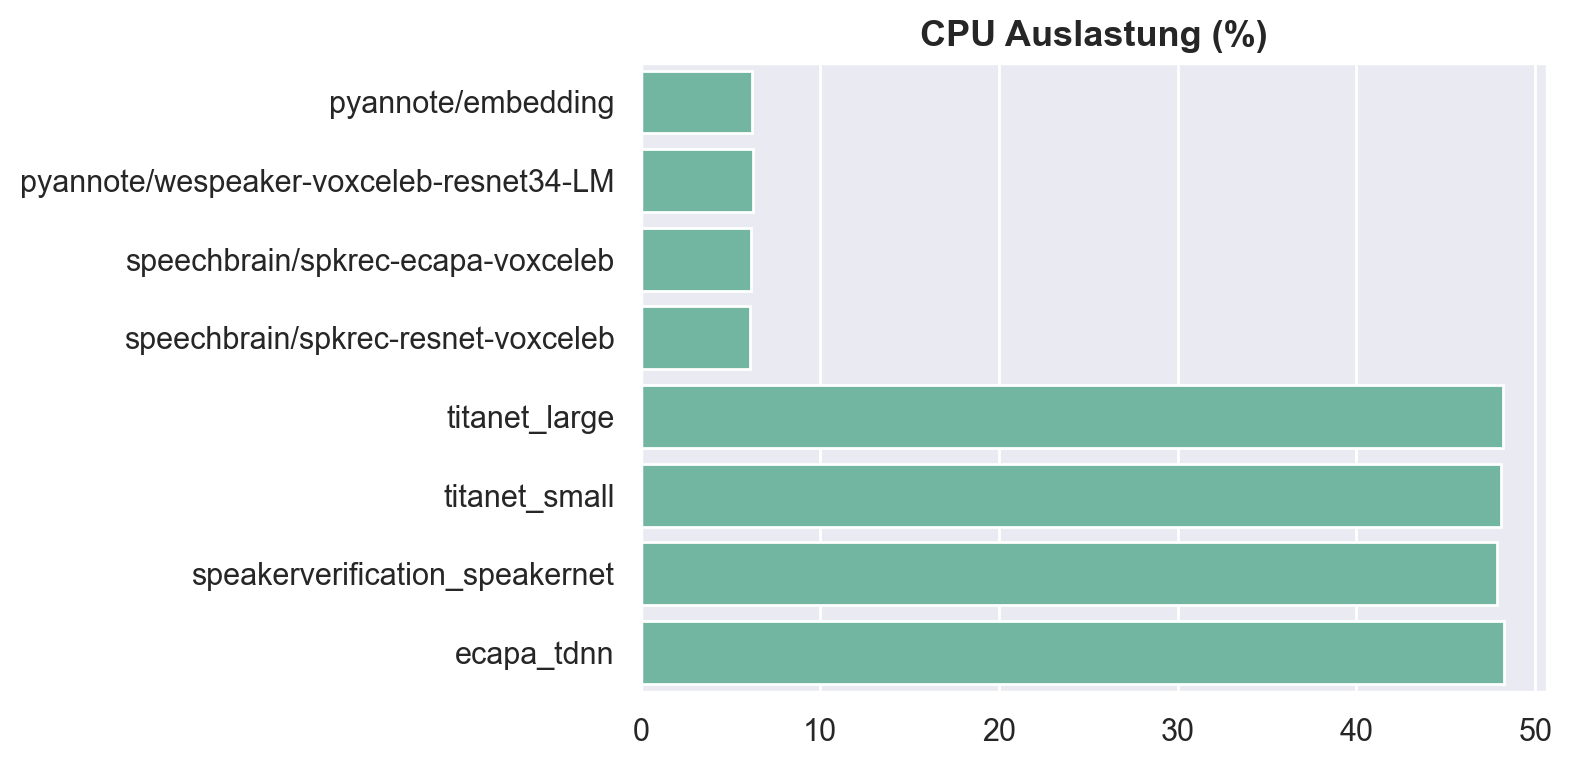 CPU Auslastung (%)
pyannote/embedding
pyannote/wespeaker-voxceleb-resnet34-LM
speechbrain/spkrec-ecapa-voxceleb
speechbrain/spkrec-resnet-voxceleb
titanet_large
titanet_small
speakerverification_speakernet
ecapa_tdnn
0 10 20 30 40 50